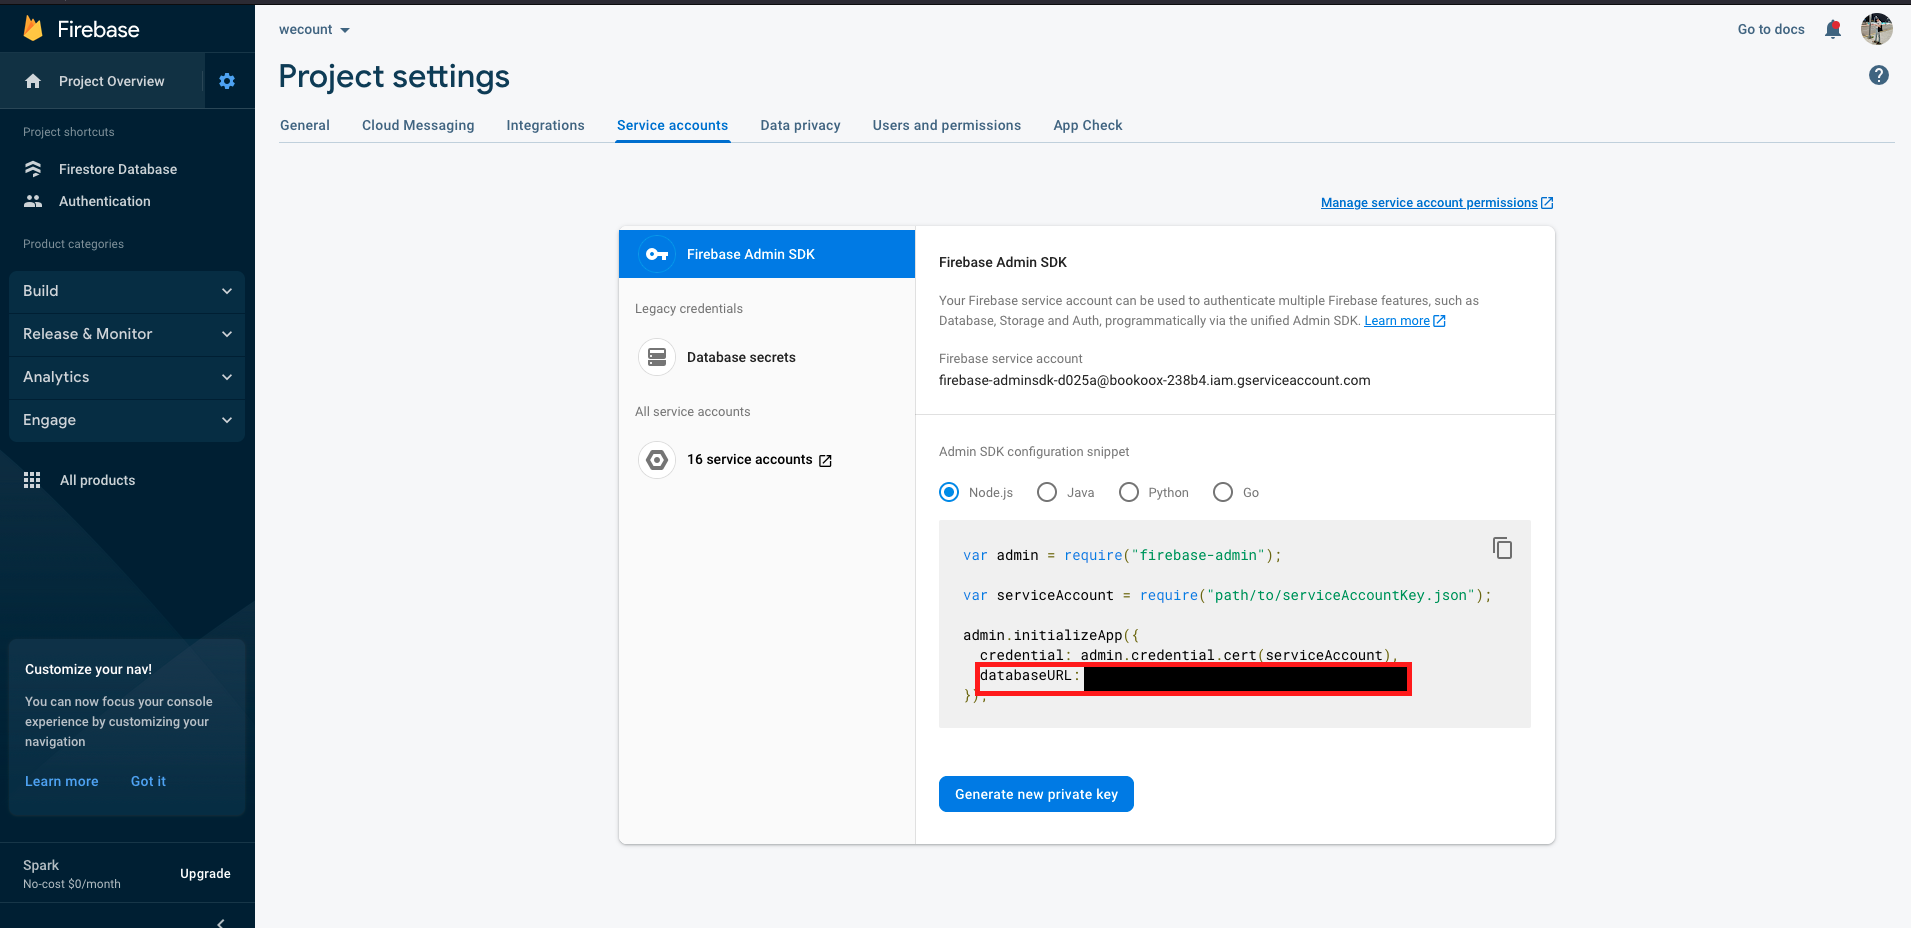 Firebase
Project Overview
Project shortcuts
Firestore Database
Authentication
Product categories
Build
Release & Monitor
Analytics
Engage
All products
Customize your nav!
You can now focus your console
experience by customizing your
navigation
Learn more Got it
Spark
No-cost $0/month
Upgrade
wecount
Go to docs
Project settings
?
General Cloud Messaging Integrations Service accounts Data privacy Users and permissions App Check
Manage service account permissions
Firebase Admin SDK
Legacy credentials
Database secrets
All service accounts
16 service accounts
Firebase Admin SDK
Your Firebase service account can be used to authenticate multiple Firebase features, such as
Database, Storage and Auth, programmatically via the unified Admin SDK. Learn more
Firebase service account
firebase-adminsdk-d025a@bookoox-238b4.iam.gserviceaccount.com
Admin SDK configuration snippet
Node.js Java Python Go
var admin = require("firebase-admin");
var serviceAccount = require("path/to/serviceAccountKey.json");
admin.initializeApp({
credential: admin.credential.cert(serviceAccount),
databaseURL:
});
Generate new private key